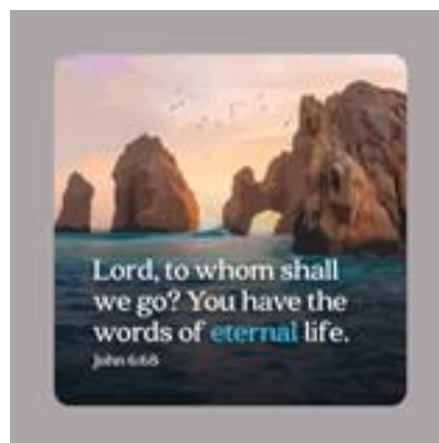 Lord, to whom shall
we go? You have the
words of eternal life.
John 6:68